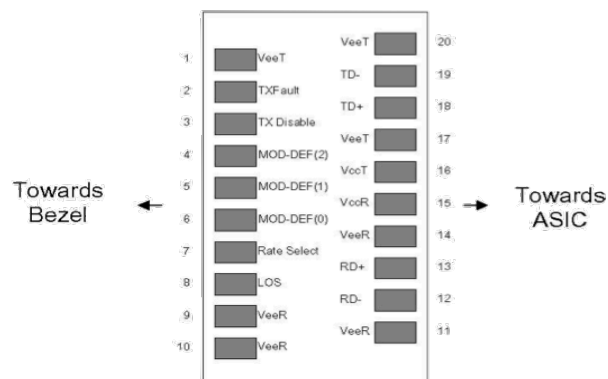 VeeT 20
1 VeeT
TD- 19
2 TXFault
TD+ 18
3 TX Disable
VeeT 17
4 MOD-DEF(2)
VccT 16
5 MOD-DEF(1)
Towards
Bezel
VccR 15
Towards
ASIC
6 MOD-DEF(0)
VeeR 14
7 Rate Select
RD+ 13
8 LOS
RD- 12
9 VeeR
VeeR 11
10 VeeR